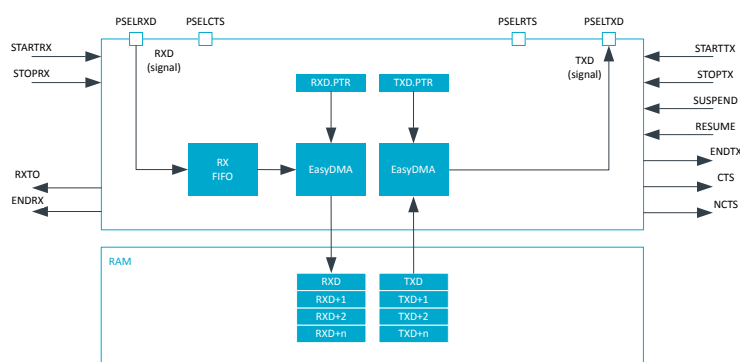 PSELRXD
PSELCTS
PSELRTS
PSELTXD
STARTRX
STOPRX
RXD
(signal)
TXD
(signal)
STARTTX
STOPTX
SUSPEND
RESUME
RXD.PTR
TXD.PTR
RX
FIFO
EasyDMA
EasyDMA
ENDTX
CTS
NCTS
RXTO
ENDRX
RAM
RXD
RXD+1
RXD+2
RXD+n
TXD
TXD+1
TXD+2
TXD+n